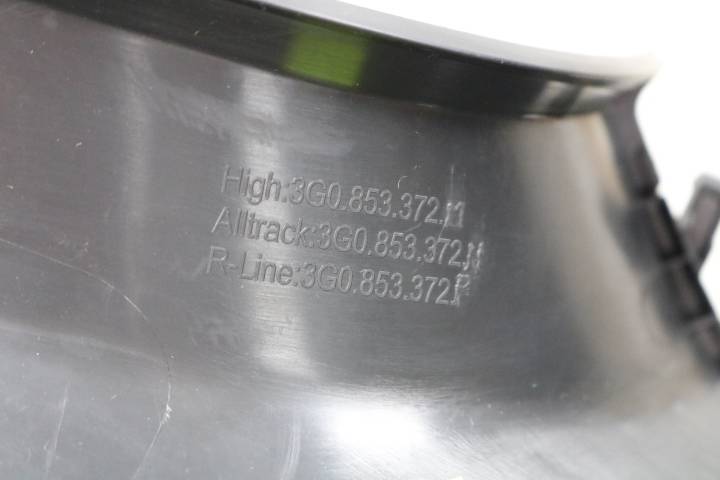 High:3G0.853.372.
Alltrack:3G0.853.372.N
R-Line:3G0.853.372.P